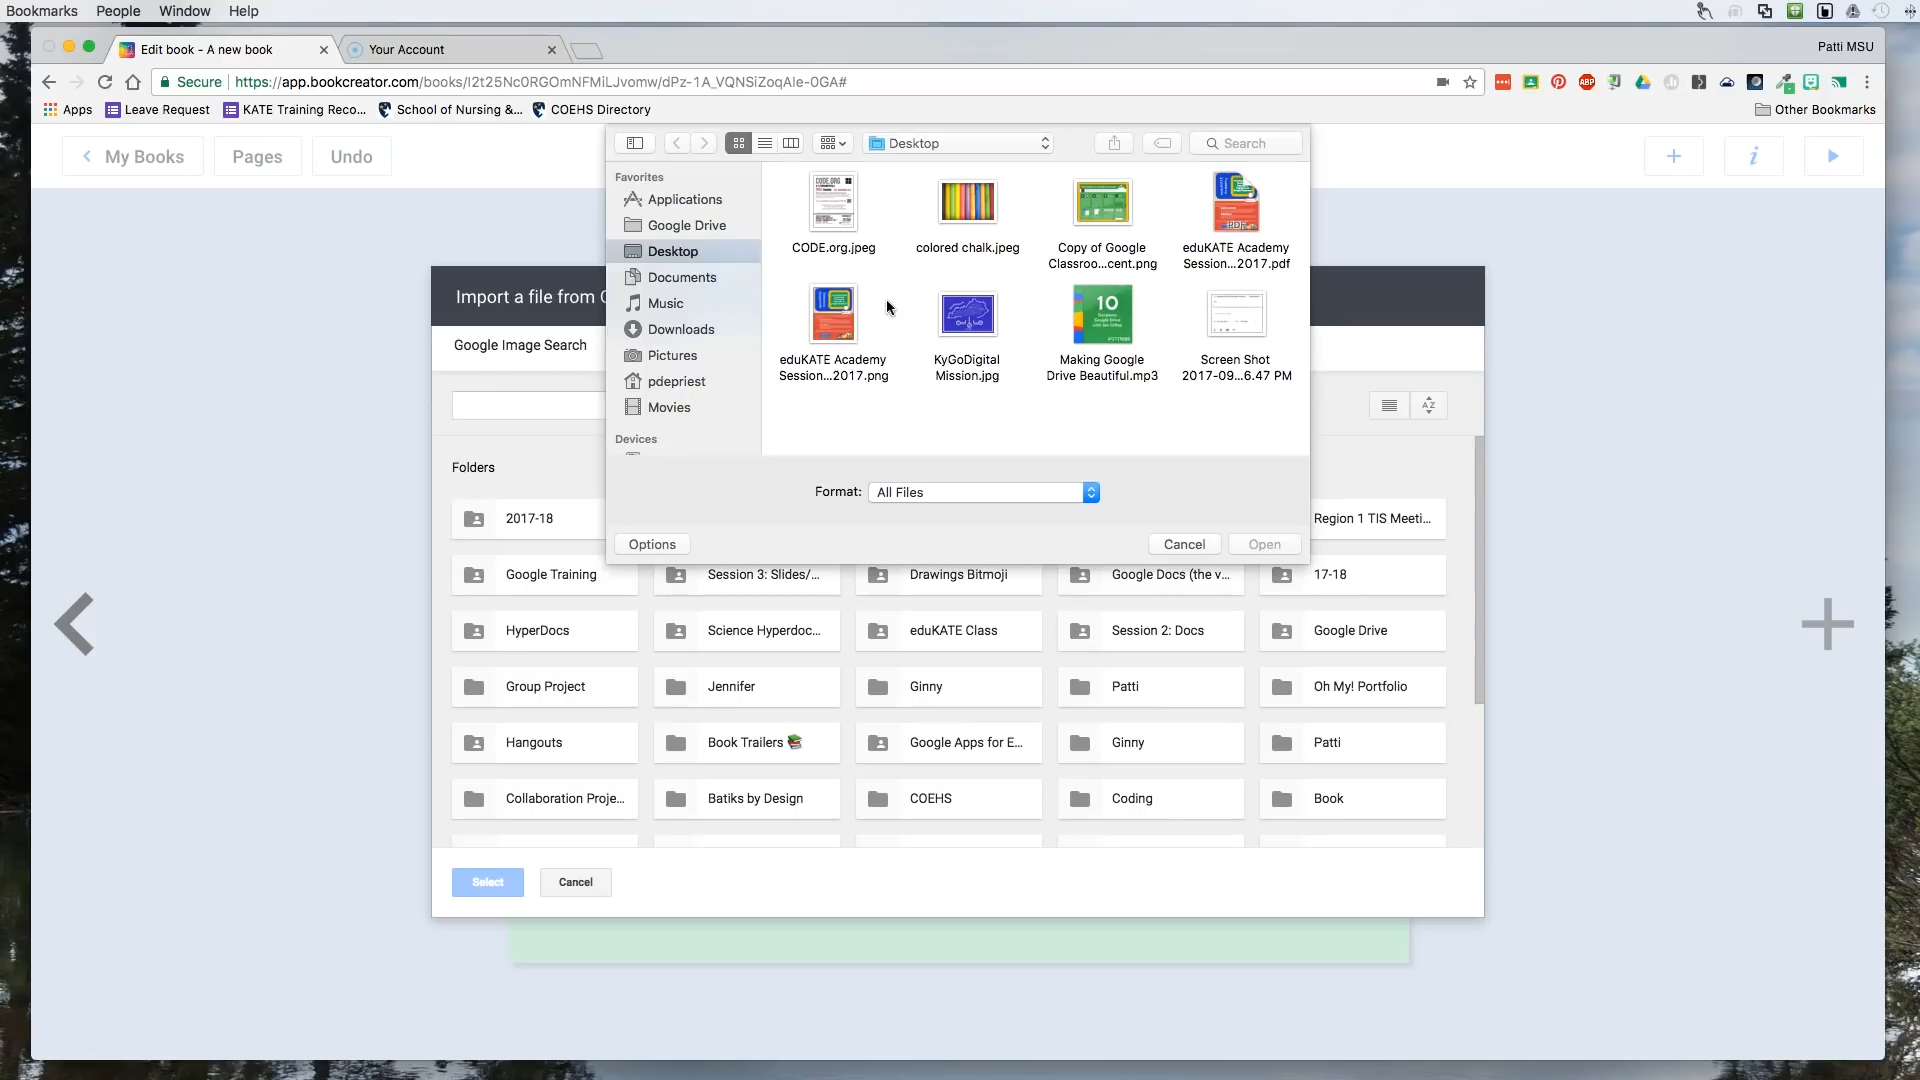 Bookmarks People Window Help
Edit book - A new book
Your Account
Patti MSU
Secure https://app.bookcreator.com/books/I2t25Nc0RGOmNFMiLJvomw/dPz-1A_VQNSiZoqAle-0GA#
Apps Leave Request KATE Training Reco... School of Nursing &... COEHS Directory Other Bookmarks
My Books Pages Undo
Desktop
Search
Favorites
Applications
Google Drive
Desktop
Documents
Music
Downloads
Pictures
pdepriest
Movies
Devices
CODE.org.jpeg
colored chalk.jpeg
Copy of Google
Classroo...cent.png
eduKATE Academy
Session...2017.pdf
eduKATE Academy
Session...2017.png
KyGoDigital
Mission.jpg
Making Google
Drive Beautiful.mp3
Screen Shot
2017-09...6.47 PM
Format: All Files
Options Cancel Open
Import a file from
Google Image Search
Folders
2017-18 Region 1 TIS Meeti...
Google Training Session 3: Slides/... Drawings Bitmoji Google Docs (the v... 17-18
HyperDocs Science Hyperdoc... eduKATE Class Session 2: Docs Google Drive
Group Project Jennifer Ginny Patti Oh My! Portfolio
Hangouts Book Trailers Google Apps for E... Ginny Patti
Collaboration Proje... Batiks by Design COEHS Coding Book
Select Cancel